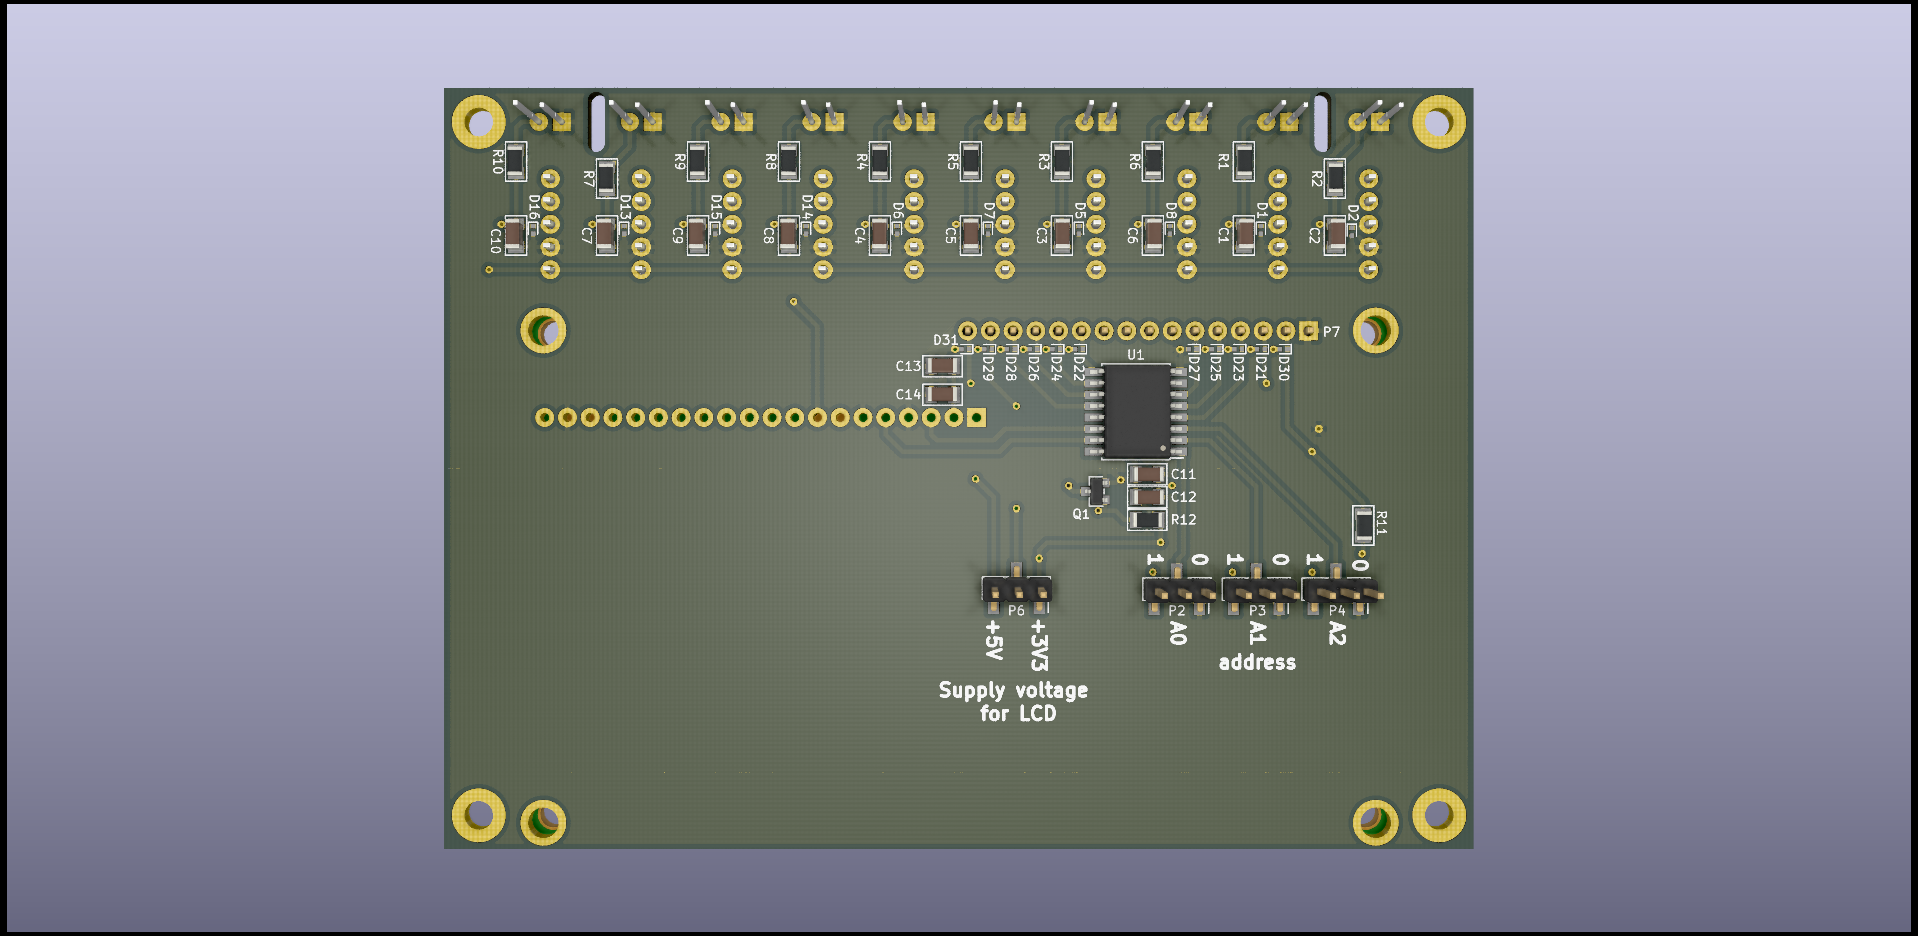 R10
R7
R9
R8
R4
R5
R3
R6
R1
R2
D16
D13
D15
D14
D6
D7
D5
D8
D1
D2
C10
C7
C9
C8
C4
C5
C3
C6
C1
C2
P7
D31
U1
D29
D28
D26
D24
D22
D27
D25
D23
D21
D30
C13
C14
C11
C12
Q1
R12
R11
1 0 1 0 1 0
P6 P2 P3 P4
+5V +3V3 A0 A1 A2
address
Supply voltage
for LCD